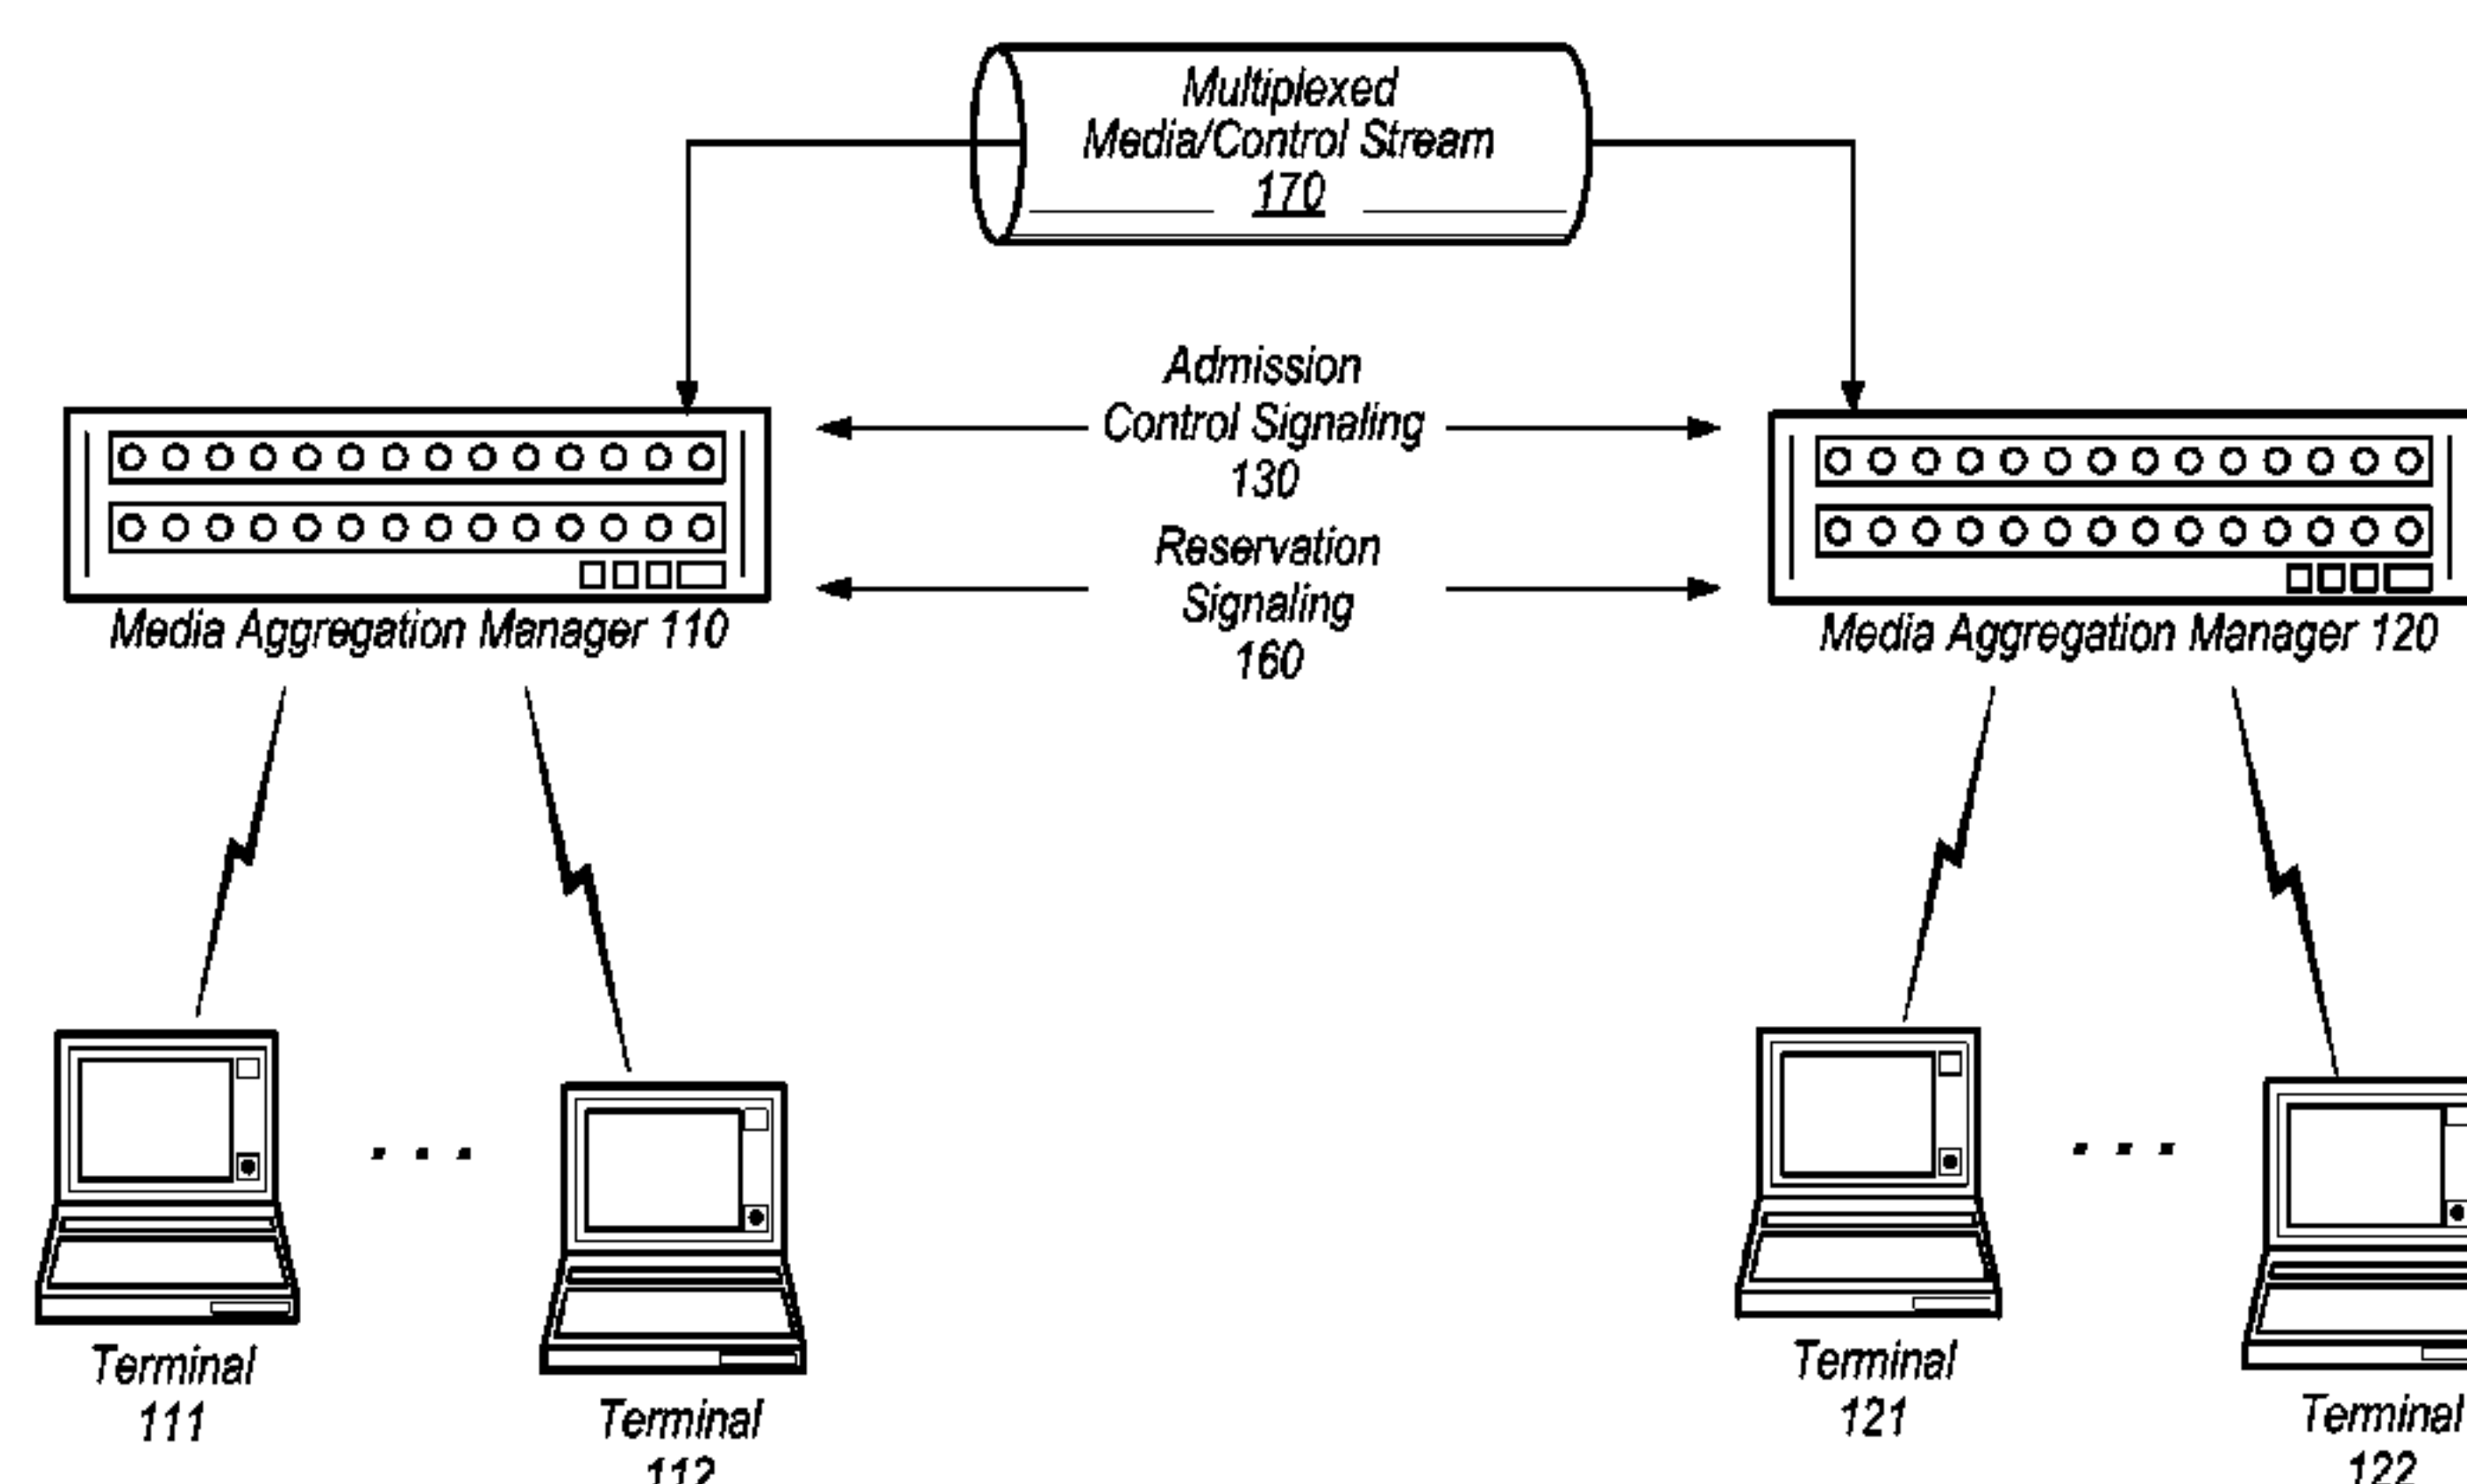 Multiplexed
Media/Control Stream
170
Admission
Control Signaling
130
Reservation
Signaling
160
Media Aggregation Manager 110
Media Aggregation Manager 120
Terminal
111
Terminal
112
Terminal
121
Terminal
122